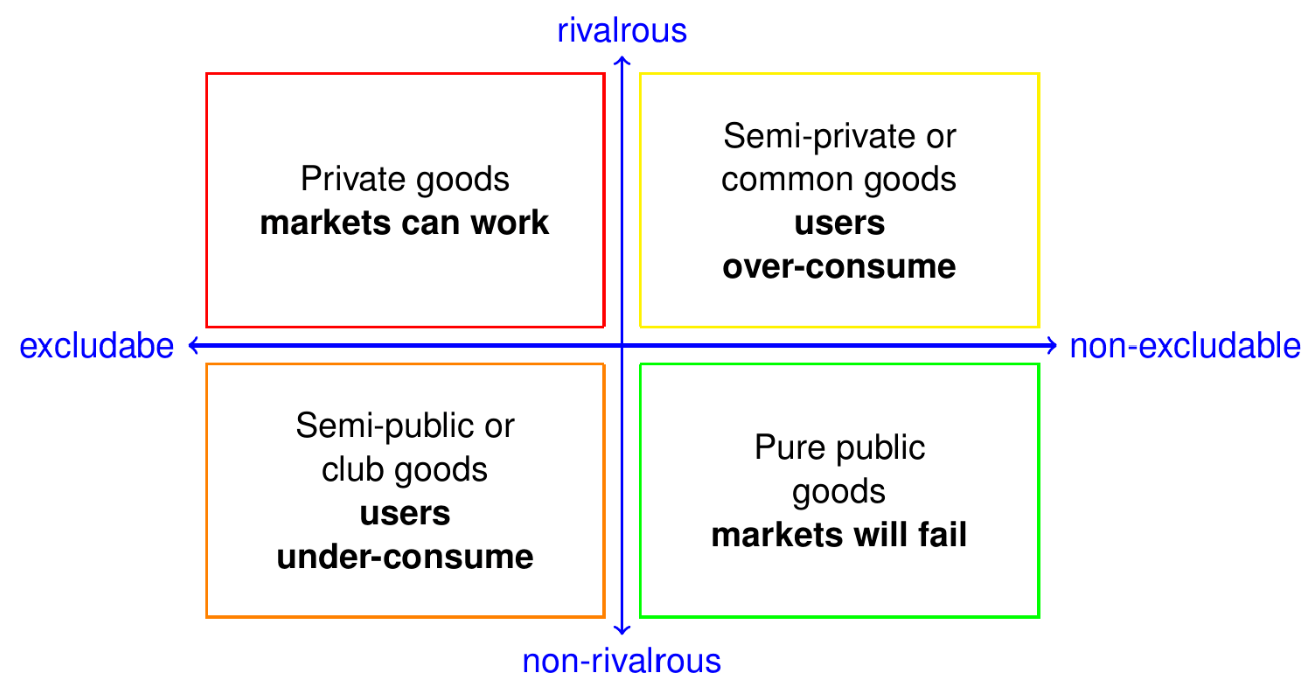 rivalrous
Private goods
markets can work
Semi-private or
common goods
users
over-consume
excludabe
non-excludable
Semi-public or
club goods
users
under-consume
Pure public
goods
markets will fail
non-rivalrous